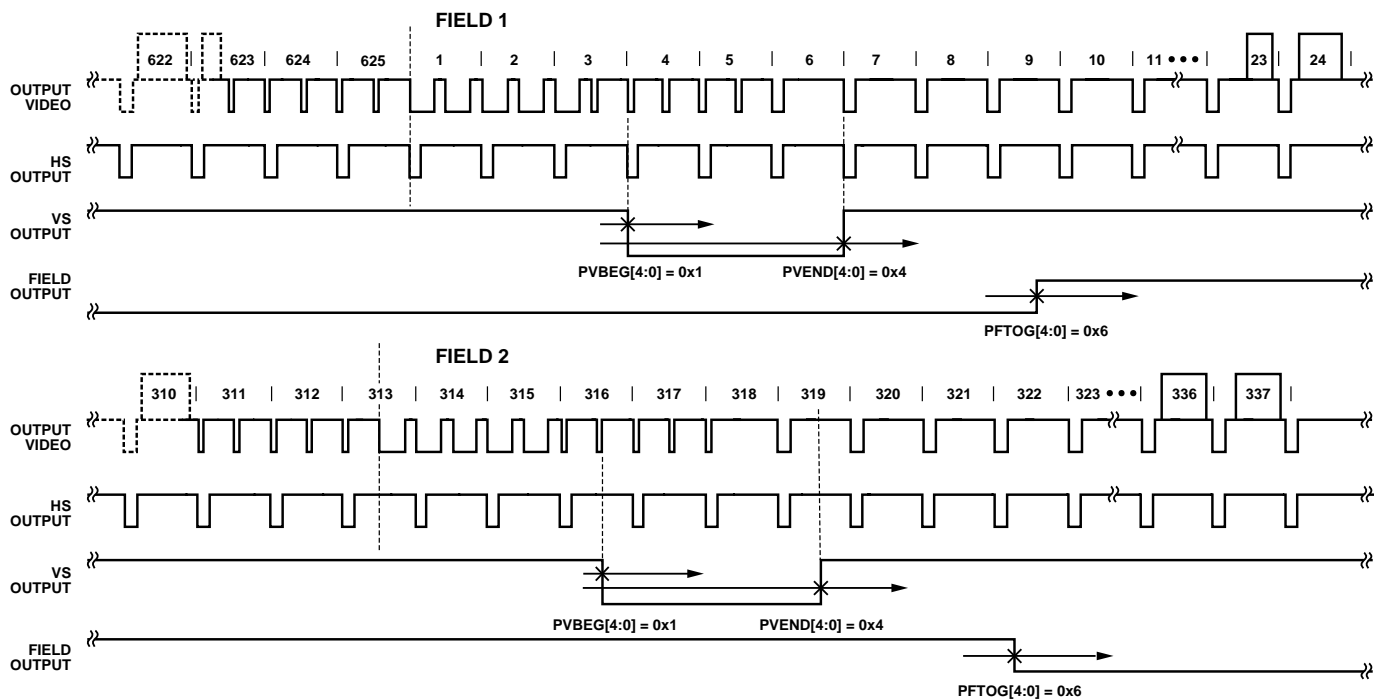 FIELD 1
622 623 624 625 1 2 3 4 5 6 7 8 9 10 11 ••• 23 24
OUTPUT
VIDEO
HS
OUTPUT
VS
OUTPUT
PVBEG[4:0] = 0x1 PVEND[4:0] = 0x4
FIELD
OUTPUT
PFTOG[4:0] = 0x6
FIELD 2
310 311 312 313 314 315 316 317 318 319 320 321 322 323 ••• 336 337
OUTPUT
VIDEO
HS
OUTPUT
VS
OUTPUT
PVBEG[4:0] = 0x1 PVEND[4:0] = 0x4
FIELD
OUTPUT
PFTOG[4:0] = 0x6